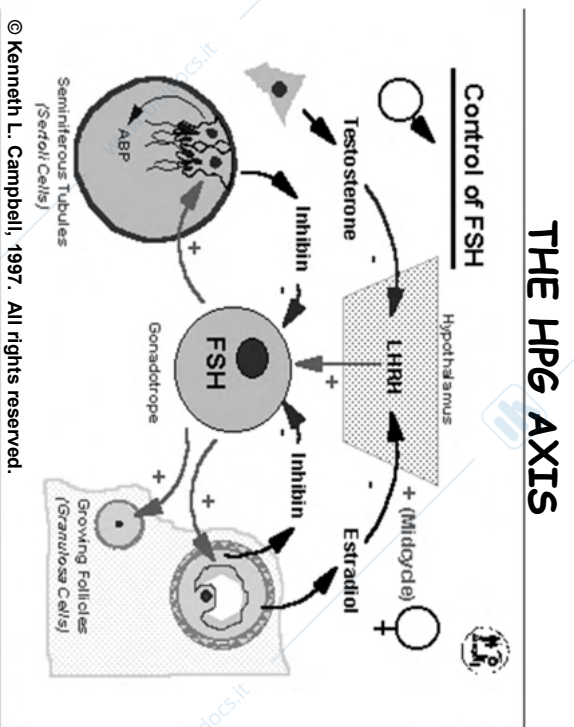 THE HPG AXIS
Control of FSH
Hypothalamus
LHRH
+ (Midcycle)
-
-
+
Testosterone
Estradiol
Inhibin
Inhibin
-
-
FSH
Gonadotrope
ABP
+
+
+
Seminiferous Tubules
(Sertoli Cells)
Growing Follicles
(Granulosa Cells)
© Kenneth L. Campbell, 1997. All rights reserved.